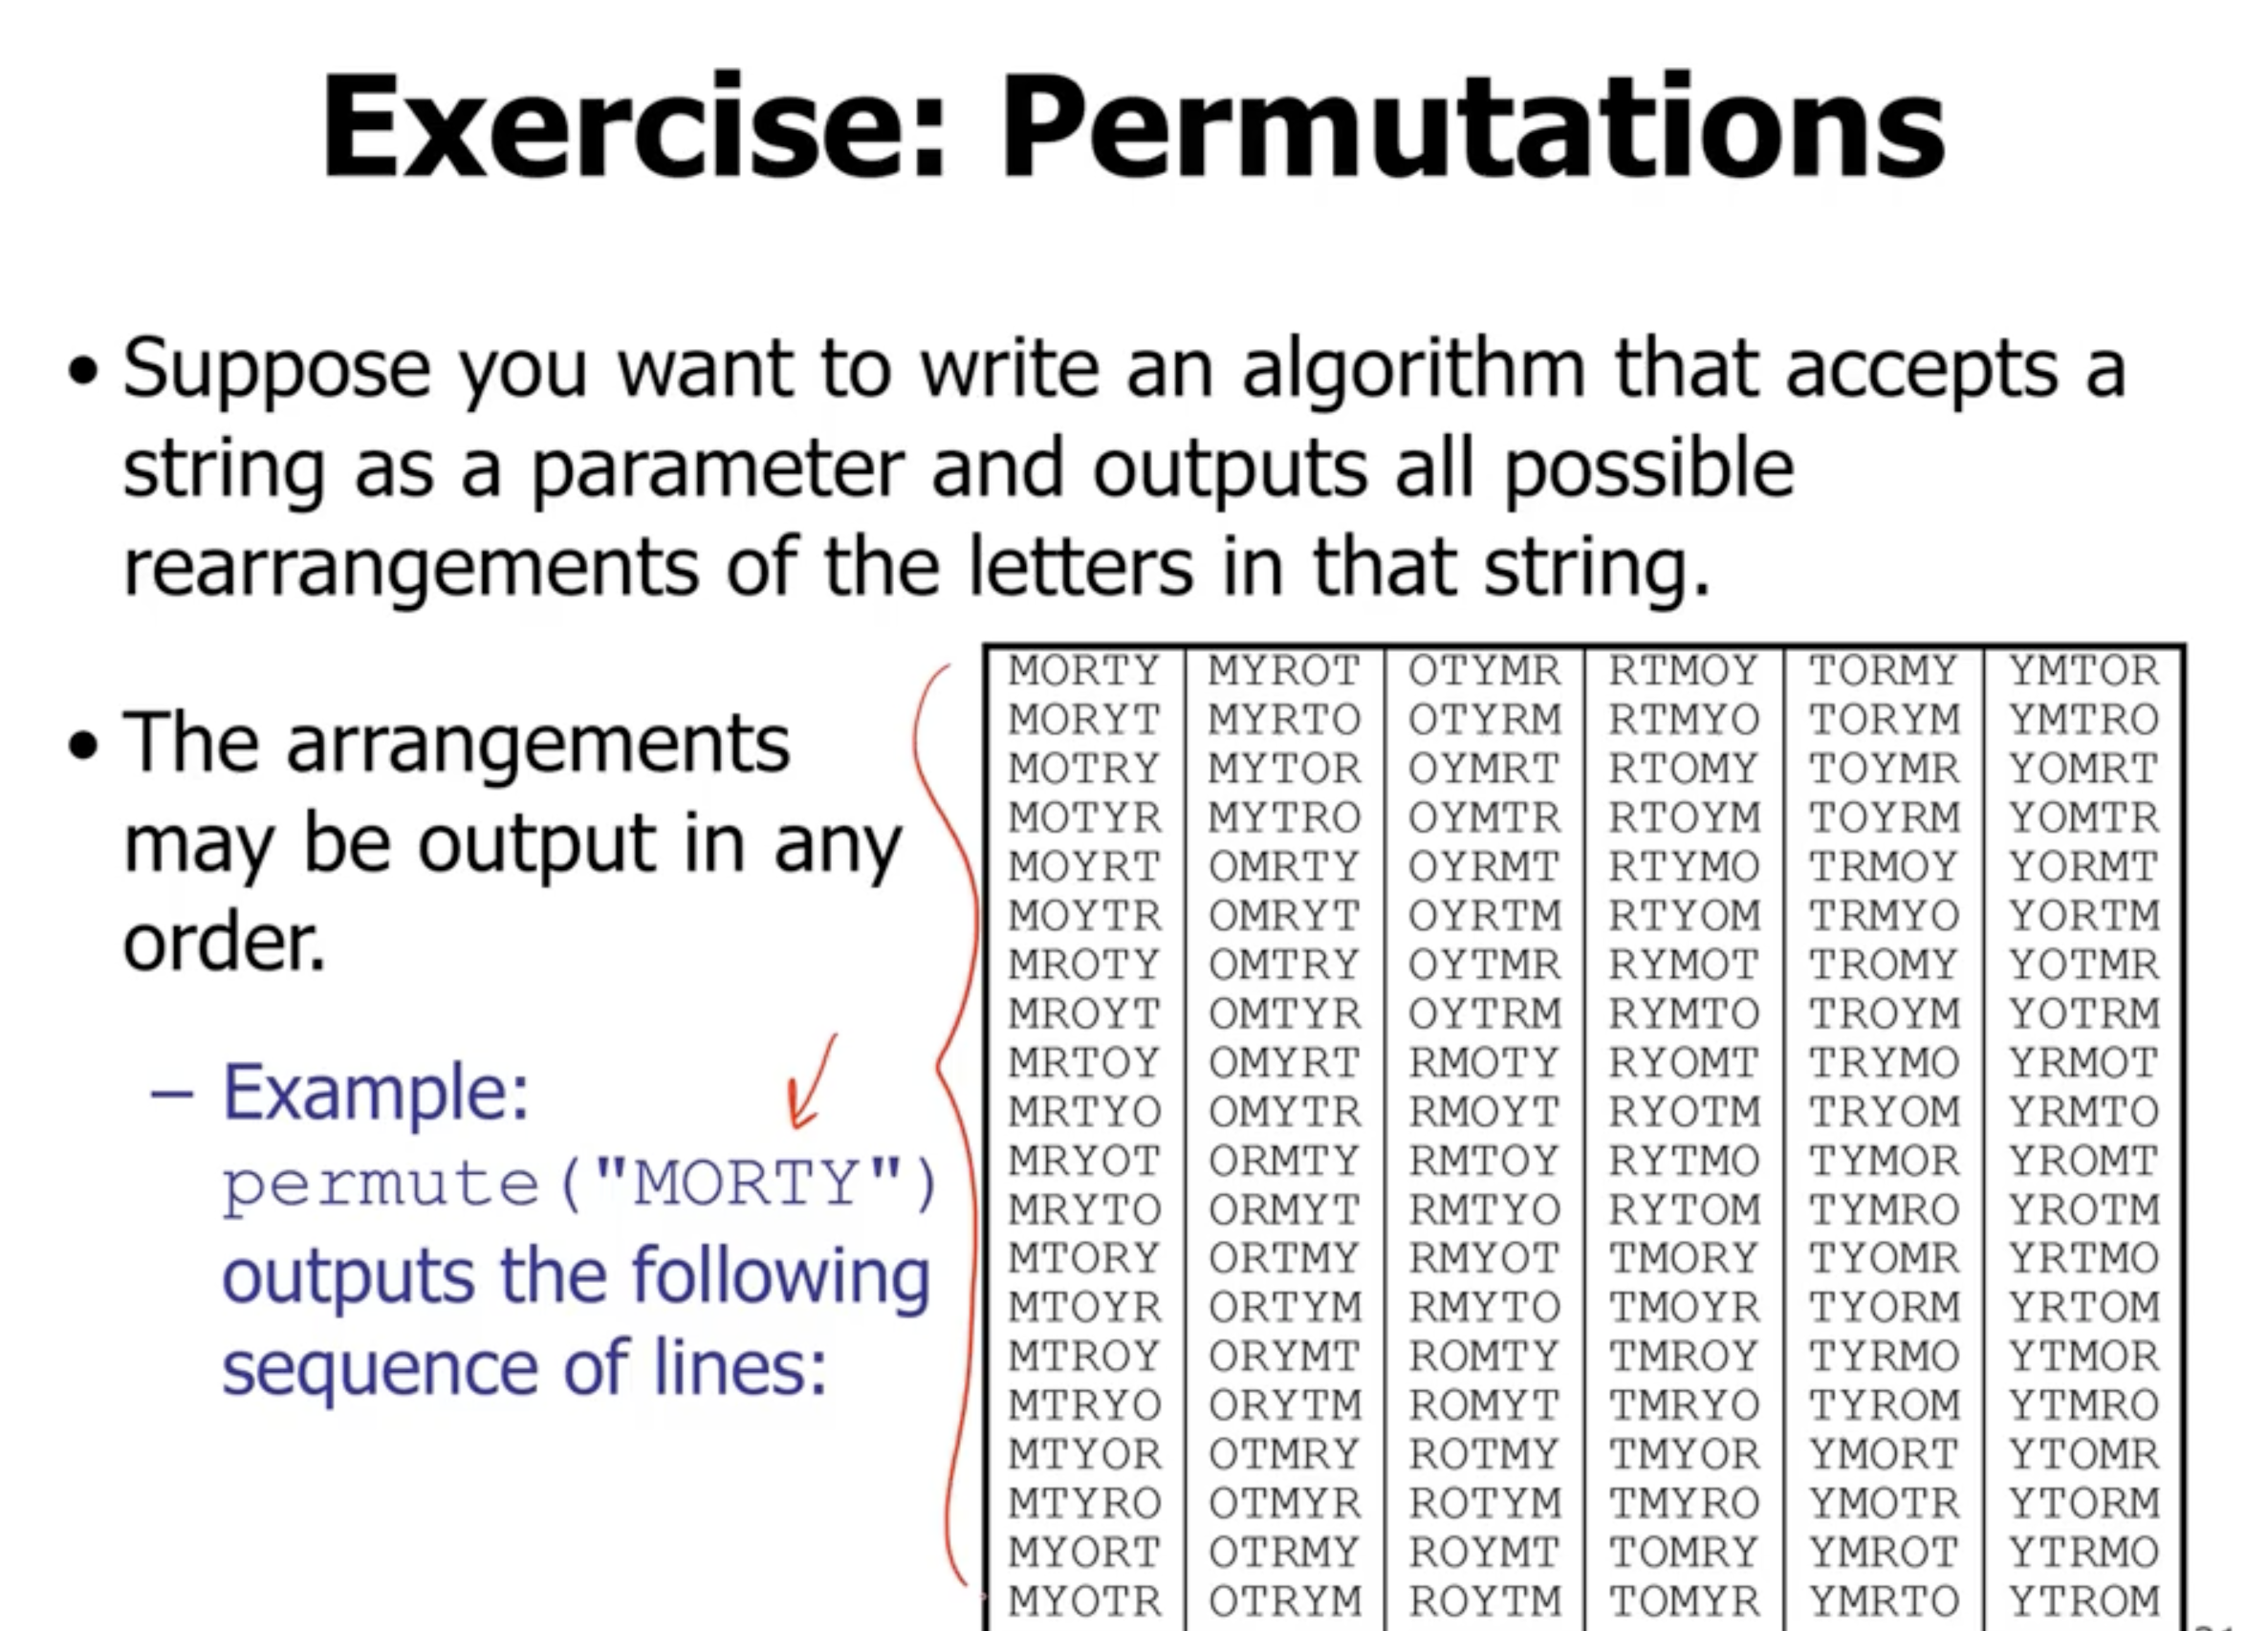 Exercise: Permutations
• Suppose you want to write an algorithm that accepts a
string as a parameter and outputs all possible
rearrangements of the letters in that string.
• The arrangements
may be output in any
order.
– Example:
permute("MORTY")
outputs the following
sequence of lines:
MORTY MYROT OTYMR RTMOY TORMY YMTOR
MORYT MYRTO OTYRM RTMYO TORYM YMTRO
MOTRY MYTOR OYMRT RTOMY TOYMR YOMRT
MOTYR MYTRO OYMTR RTOYM TOYRM YOMTR
MOYRT OMRTY OYRMT RTYMO TRMOY YORMT
MOYTR OMRYT OYRTM RTYOM TRMYO YORTM
MROTY OMTRY OYTMR RYMOT TROMY YOTMR
MROYT OMTYR OYTRM RYMTO TROYM YOTRM
MRTOY OMYRT RMOTY RYOMT TRYMO YRMOT
MRTYO OMYTR RMOYT RYOTM TRYOM YRMTO
MRYOT ORMTY RMTOY RYTMO TYMOR YROMT
MRYTO ORMYT RMTYO RYTOM TYMRO YROTM
MTORY ORTMY RMYOT TMORY TYOMR YRTMO
MTOYR ORTYM RMYTO TMOYR TYORM YRTOM
MTROY ORYMT ROMTY TMROY TYRMO YTMOR
MTRYO ORYTM ROMYT TMRYO TYROM YTMRO
MTYOR OTMRY ROTMY TMYOR YMORT YTOMR
MTYRO OTMYR ROTYM TMYRO YMOTR YTORM
MYORT OTRMY ROYMT TOMRY YMROT YTRMO
MYOTR OTRYM ROYTM TOMYR YMRTO YTROM